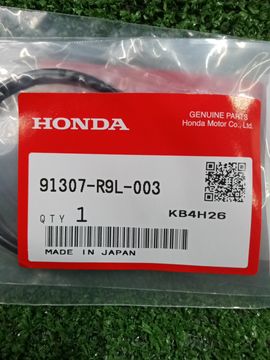 HONDA
GENUINE PARTS
Honda Motor Co., Ltd.
91307-R9L-003
QTY 1
KB4H26
MADE IN JAPAN